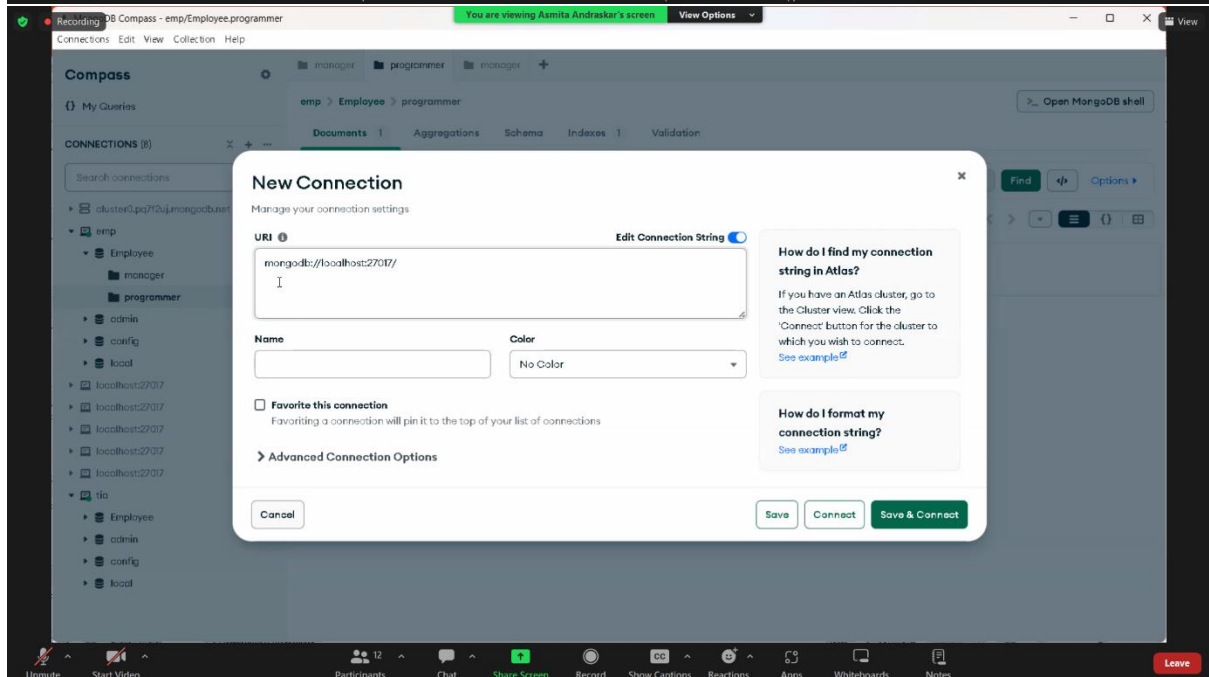 Recording
DB Compass - emp/Employee.programmer
You are viewing Asmita Andraskar's screen
View Options
View
Connections Edit View Collection Help
Compass
manager
programmer
manager
My Queries
emp > Employee > programmer
>_ Open MongoDB shell
Documents 1 Aggregations Schema Indexes 1 Validation
CONNECTIONS (8)
Search connections
Find
</>
Options
cluster0.pq7f2uj.mongodb.net
emp
Employee
manager
programmer
admin
config
local
localhost:27017
localhost:27017
localhost:27017
localhost:27017
localhost:27017
tia
Employee
admin
config
local
New Connection
Manage your connection settings
URI
Edit Connection String
mongodb://localhost:27017/
Name
Color
No Color
Favorite this connection
Favoriting a connection will pin it to the top of your list of connections
Advanced Connection Options
How do I find my connection
string in Atlas?
If you have an Atlas cluster, go to
the Cluster view. Click the
'Connect' button for the cluster to
which you wish to connect.
See example
How do I format my
connection string?
See example
Cancel
Save
Connect
Save & Connect
Unmute
Start Video
12
Participants
Chat
Share Screen
Record
CC
Show Captions
Reactions
Apps
Whiteboards
Notes
Leave